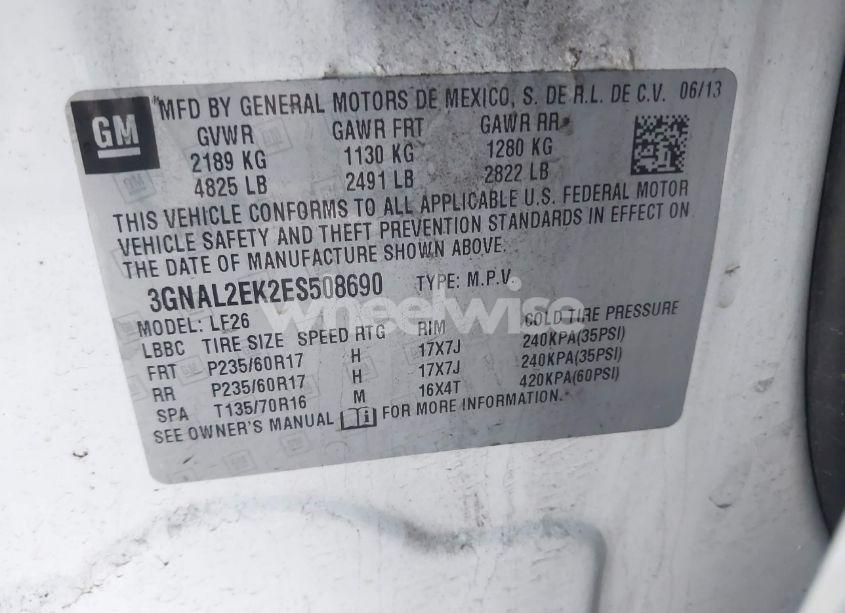 GM
MFD BY GENERAL MOTORS DE MEXICO, S. DE R.L. DE C.V. 06/13
GVWR GAWR FRT GAWR RR
2189 KG 1130 KG 1280 KG
4825 LB 2491 LB 2822 LB
THIS VEHICLE CONFORMS TO ALL APPLICABLE U.S. FEDERAL MOTOR
VEHICLE SAFETY AND THEFT PREVENTION STANDARDS IN EFFECT ON
THE DATE OF MANUFACTURE SHOWN ABOVE.
3GNAL2EK2ES508690 TYPE: M.P.V.
wheelwise
MODEL: LF26
LBBC TIRE SIZE SPEED RTG RIM COLD TIRE PRESSURE
FRT P235/60R17 H 17X7J 240KPA(35PSI)
RR P235/60R17 H 17X7J 240KPA(35PSI)
SPA T135/70R16 M 16X4T 420KPA(60PSI)
SEE OWNER'S MANUAL FOR MORE INFORMATION.